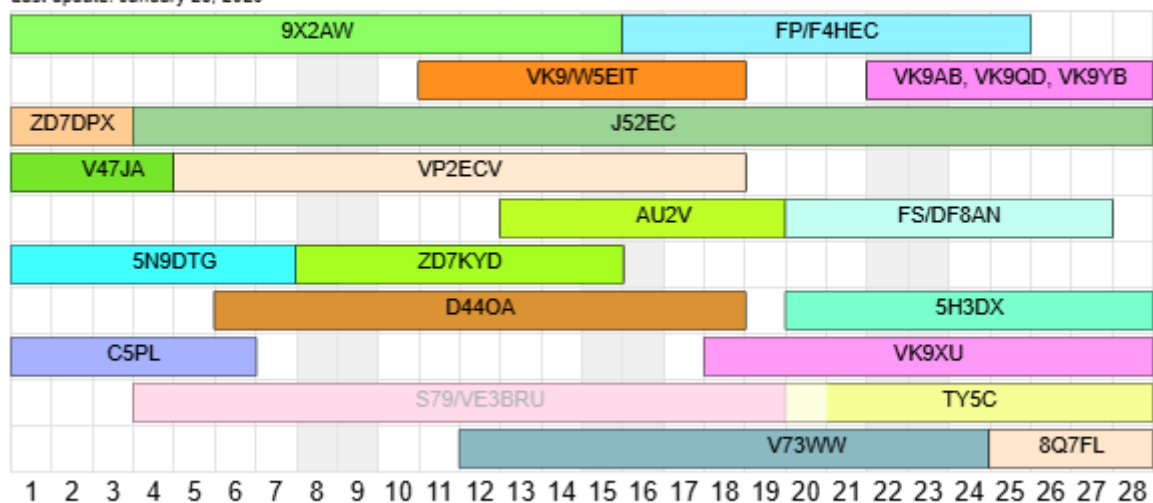 9X2AW FP/F4HEC
VK9/W5EIT VK9AB, VK9QD, VK9YB
ZD7DPX J52EC
V47JA VP2ECV
AU2V FS/DF8AN
5N9DTG ZD7KYD
D44OA 5H3DX
C5PL VK9XU
S79/VE3BRU TY5C
V73WW 8Q7FL
1 2 3 4 5 6 7 8 9 10 11 12 13 14 15 16 17 18 19 20 21 22 23 24 25 26 27 28